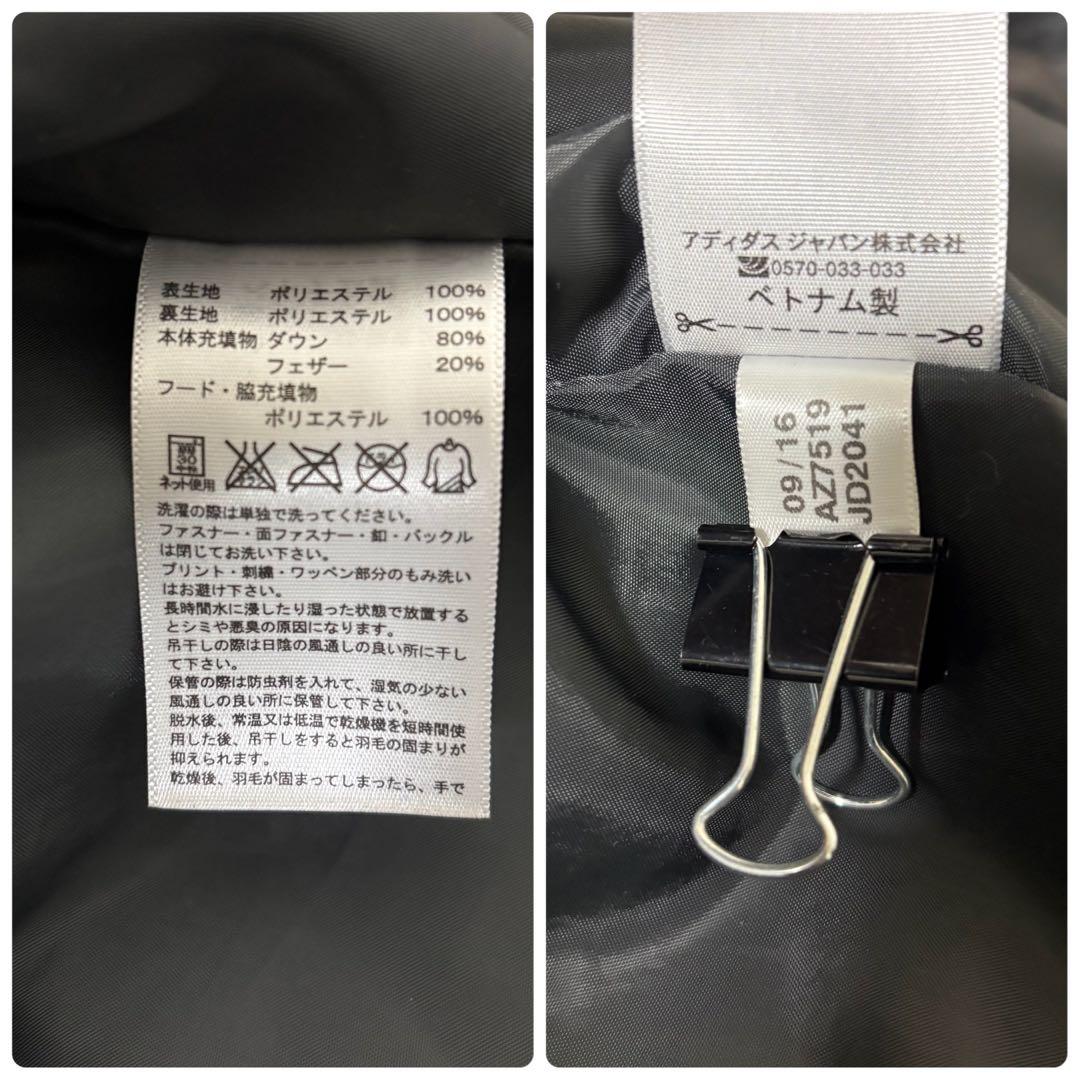 表生地 ポリエステル 100%
裏生地 ポリエステル 100%
本体充填物 ダウン 80%
フェザー 20%
フード・脇充填物
ポリエステル 100%
30
ネット使用
洗濯の際は単独で洗ってください。
ファスナー・面ファスナー・釦・バックル
は閉じてお洗い下さい。
プリント・刺繍・ワッペン部分のもみ洗い
はお避け下さい。
長時間水に浸したり湿った状態で放置する
とシミや悪臭の原因になります。
吊干しの際は日陰の風通しの良い所に干し
て下さい。
保管の際は防虫剤を入れて、湿気の少ない
風通しの良い所に保管して下さい。
脱水後、常温又は低温で乾燥機を短時間使
用した後、吊干しをすると羽毛の固まりが
抑えられます。
乾燥後、羽毛が固まってしまったら、手で
アディダス ジャパン株式会社
0570-033-033
ベトナム製
09/16
AZ7519
JD2041